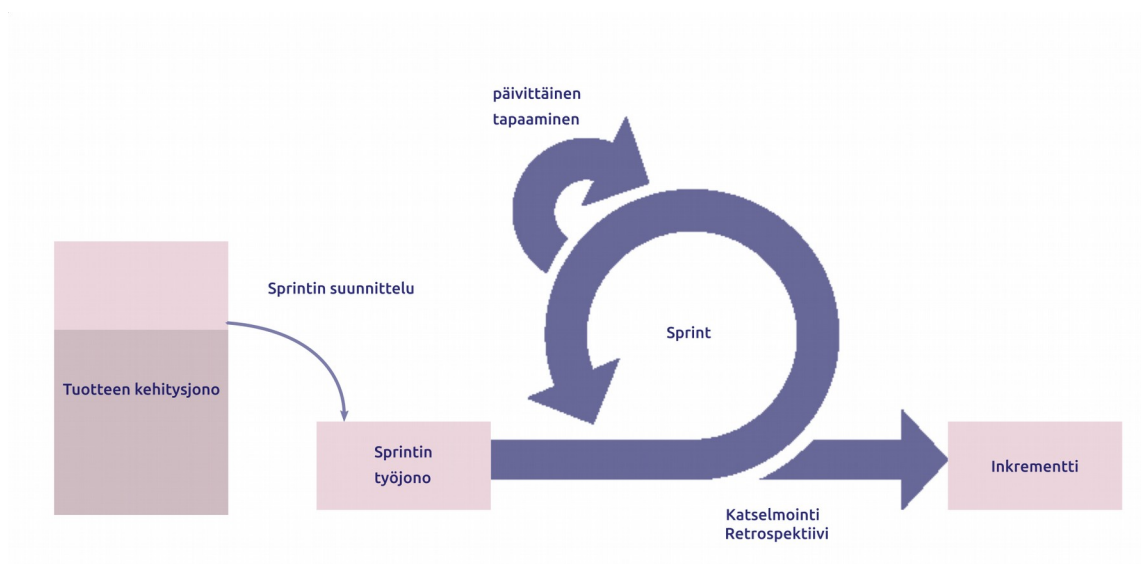 päivittäinen
tapaaminen
Sprintin suunnittelu
Sprint
Tuotteen kehitysjono
Sprintin
työjono
Inkrementti
Katselmointi
Retrospektiivi